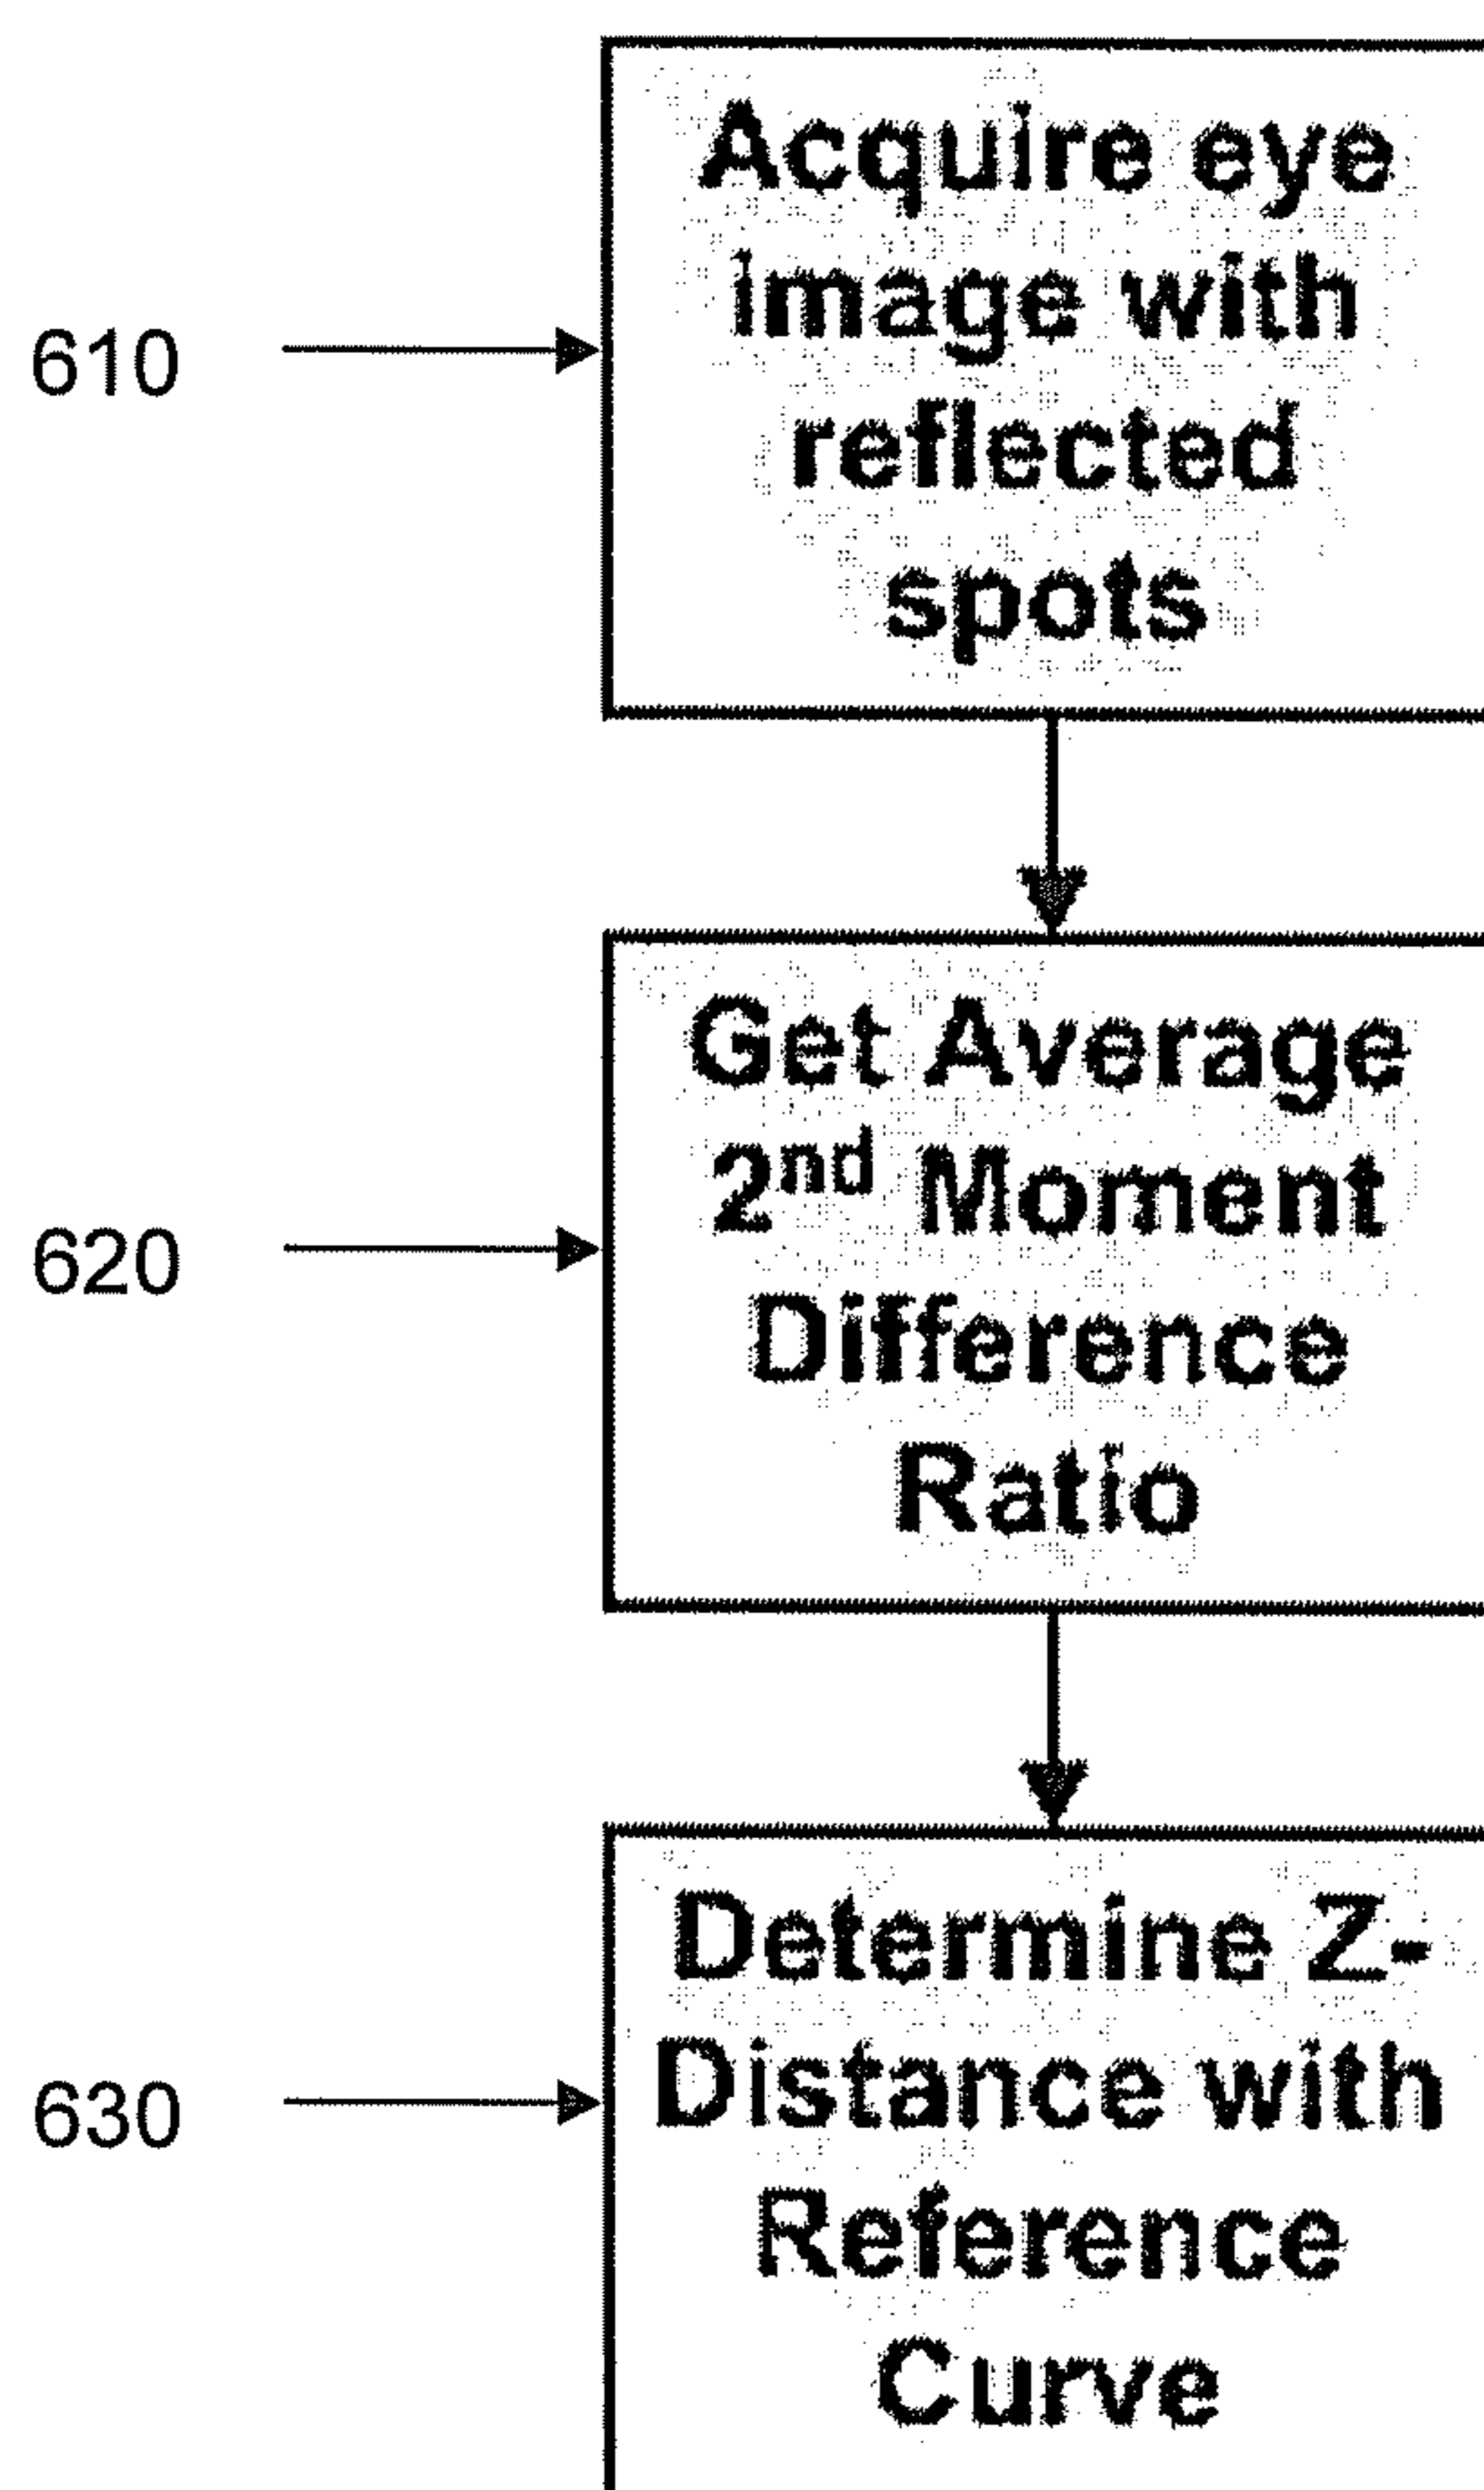 610
Acquire eye
image with
reflected
spots
620
Get Average
2nd Moment
Difference
Ratio
630
Determine Z-
Distance with
Reference
Curve